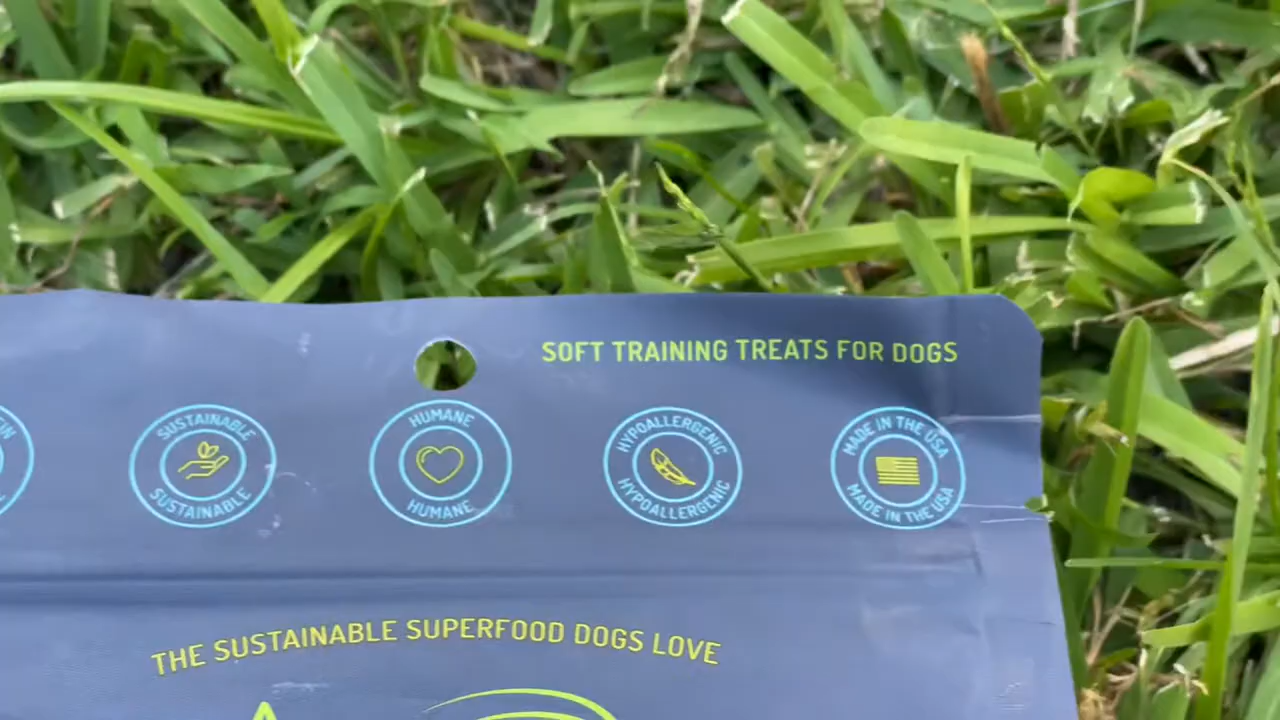 SOFT TRAINING TREATS FOR DOGS
SUSTAINABLE
SUSTAINABLE
HUMANE
HUMANE
HYPOALLERGENIC
HYPOALLERGENIC
MADE IN THE USA
MADE IN THE USA
THE SUSTAINABLE SUPERFOOD DOGS LOVE